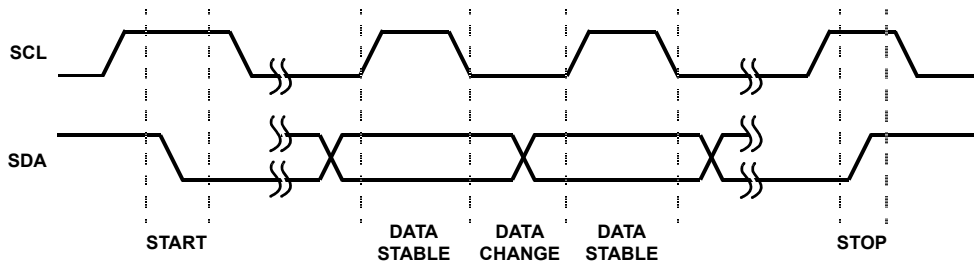 SCL
SDA
START
DATA
STABLE
DATA
CHANGE
DATA
STABLE
STOP